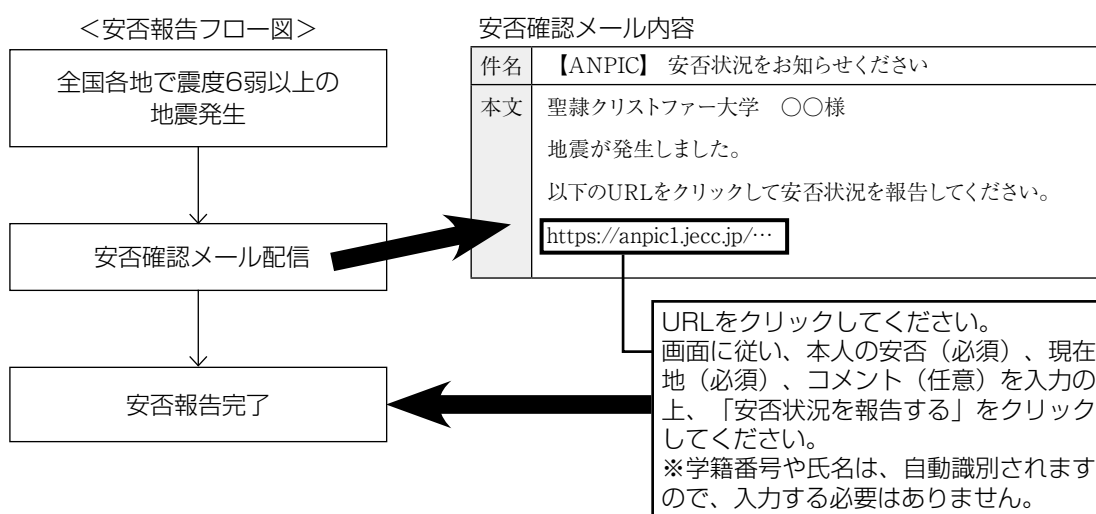 <安否報告フロー図>
全国各地で震度6弱以上の
地震発生
安否確認メール配信
安否報告完了
安否確認メール内容
件名 【ANPIC】 安否状況をお知らせください
本文 聖隷クリストファー大学 〇〇様
地震が発生しました。
以下のURLをクリックして安否状況を報告してください。
https://anpic1.jecc.jp/…
URLをクリックしてください。
画面に従い、本人の安否（必須）、現在
地（必須）、コメント（任意）を入力の
上、「安否状況を報告する」をクリック
してください。
※学籍番号や氏名は、自動識別されます
ので、入力する必要はありません。